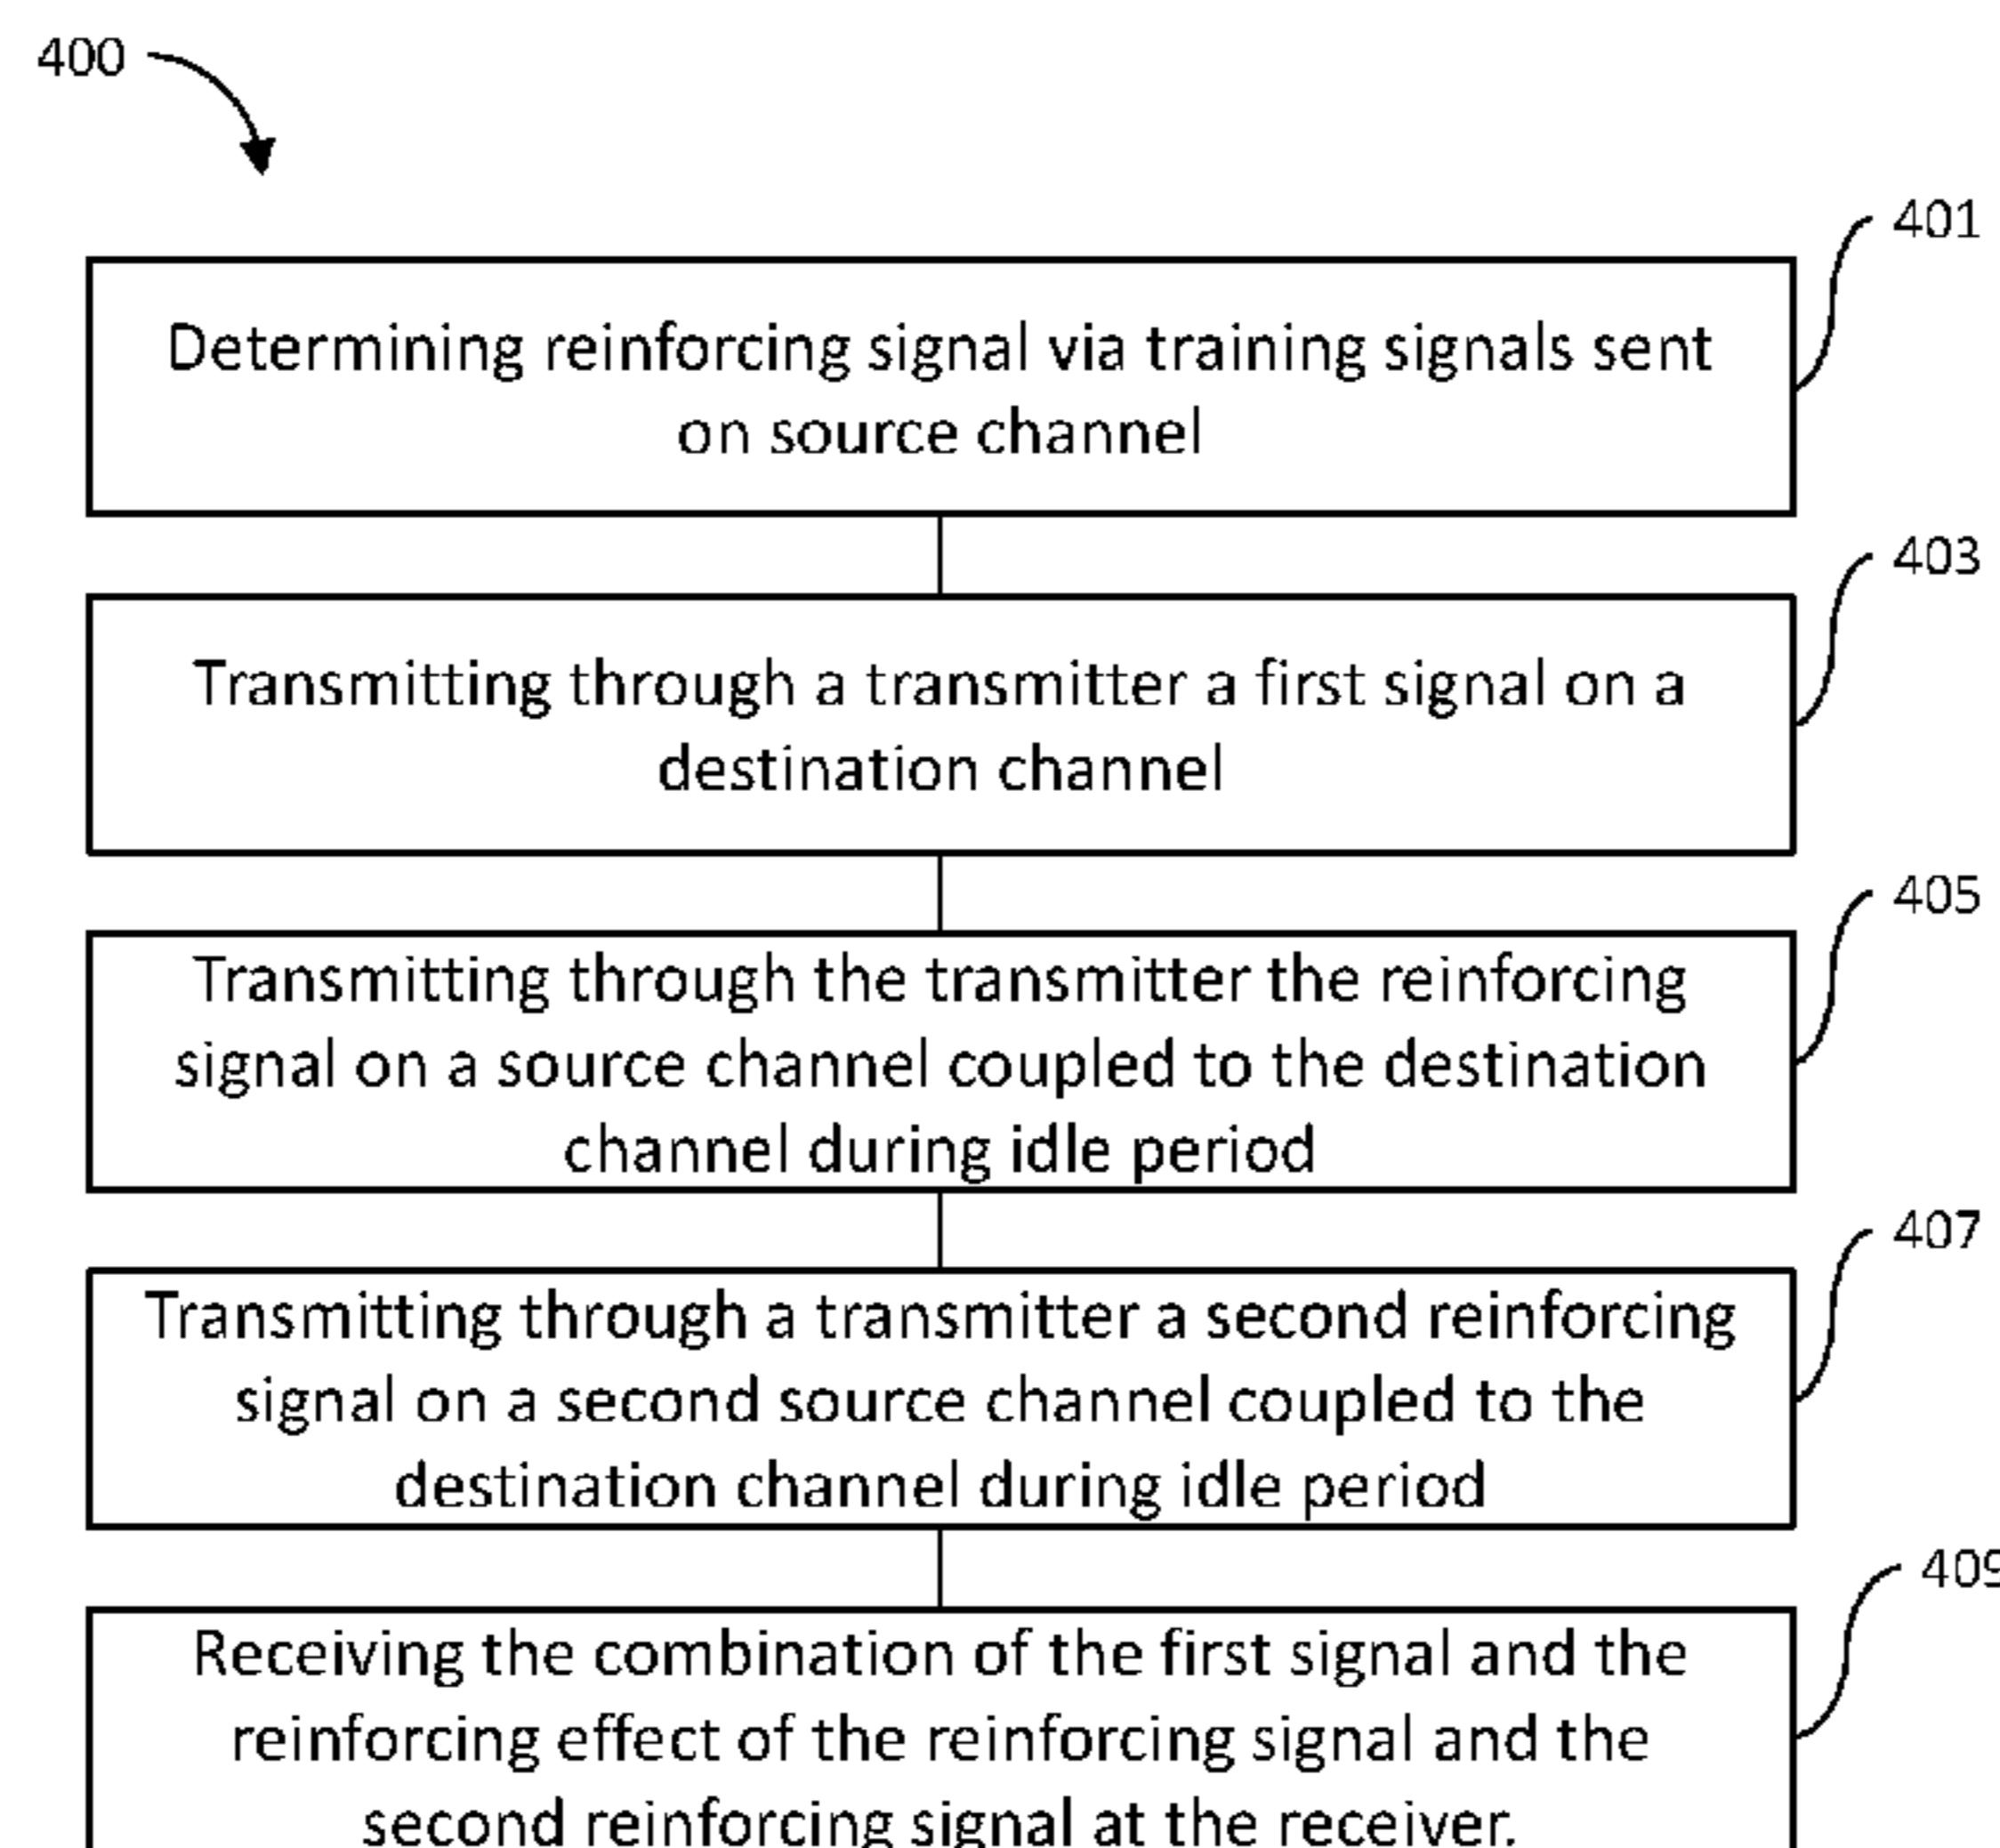 400
401
Determining reinforcing signal via training signals sent
on source channel
403
Transmitting through a transmitter a first signal on a
destination channel
405
Transmitting through the transmitter the reinforcing
signal on a source channel coupled to the destination
channel during idle period
407
Transmitting through a transmitter a second reinforcing
signal on a second source channel coupled to the
destination channel during idle period
409
Receiving the combination of the first signal and the
reinforcing effect of the reinforcing signal and the
second reinforcing signal at the receiver.